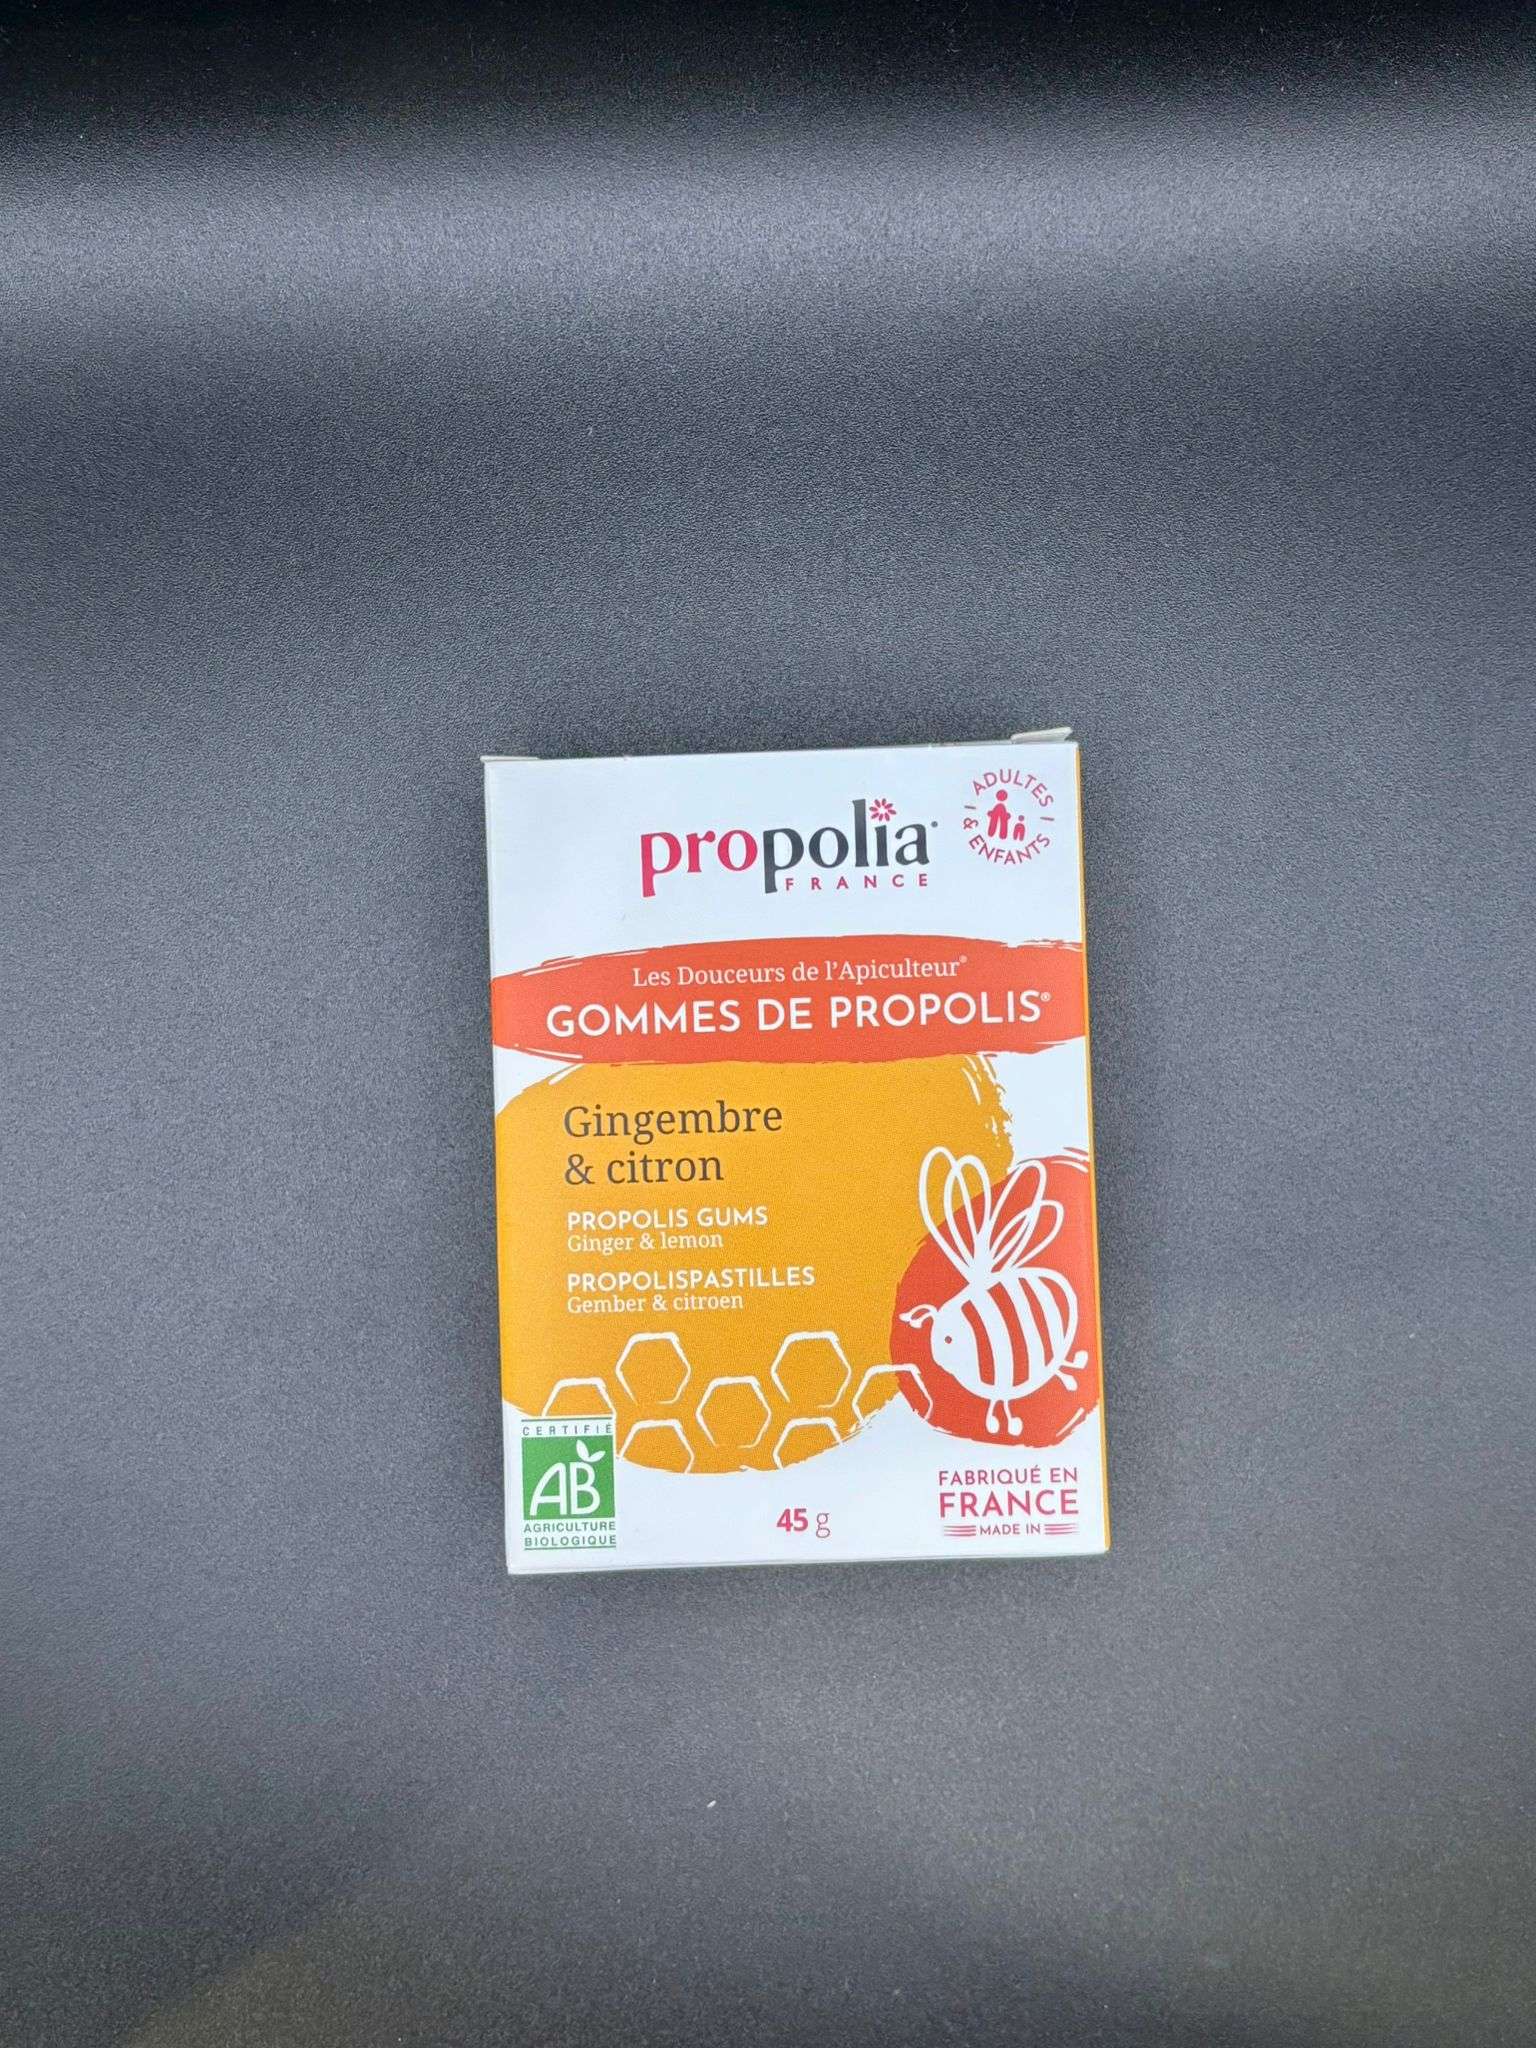 propolia
FRANCE
ADULTES
& ENFANTS
Les Douceurs de l'Apiculteur®
GOMMES DE PROPOLIS®
Gingembre
& citron
PROPOLIS GUMS
Ginger & lemon
PROPOLISPASTILLES
Gember & citroen
CERTIFIÉ
AB
AGRICULTURE
BIOLOGIQUE
45 g
FABRIQUÉ EN
FRANCE
MADE IN